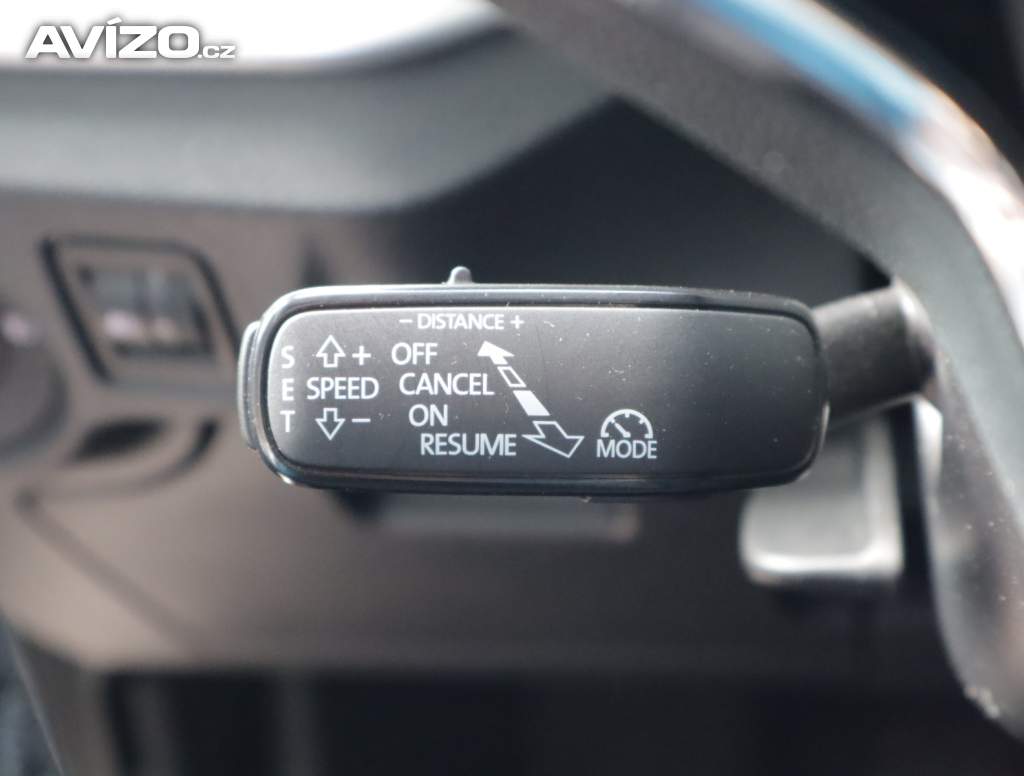 AVÍZO.cz
- DISTANCE +
S + OFF
E SPEED CANCEL
T - ON
RESUME MODE